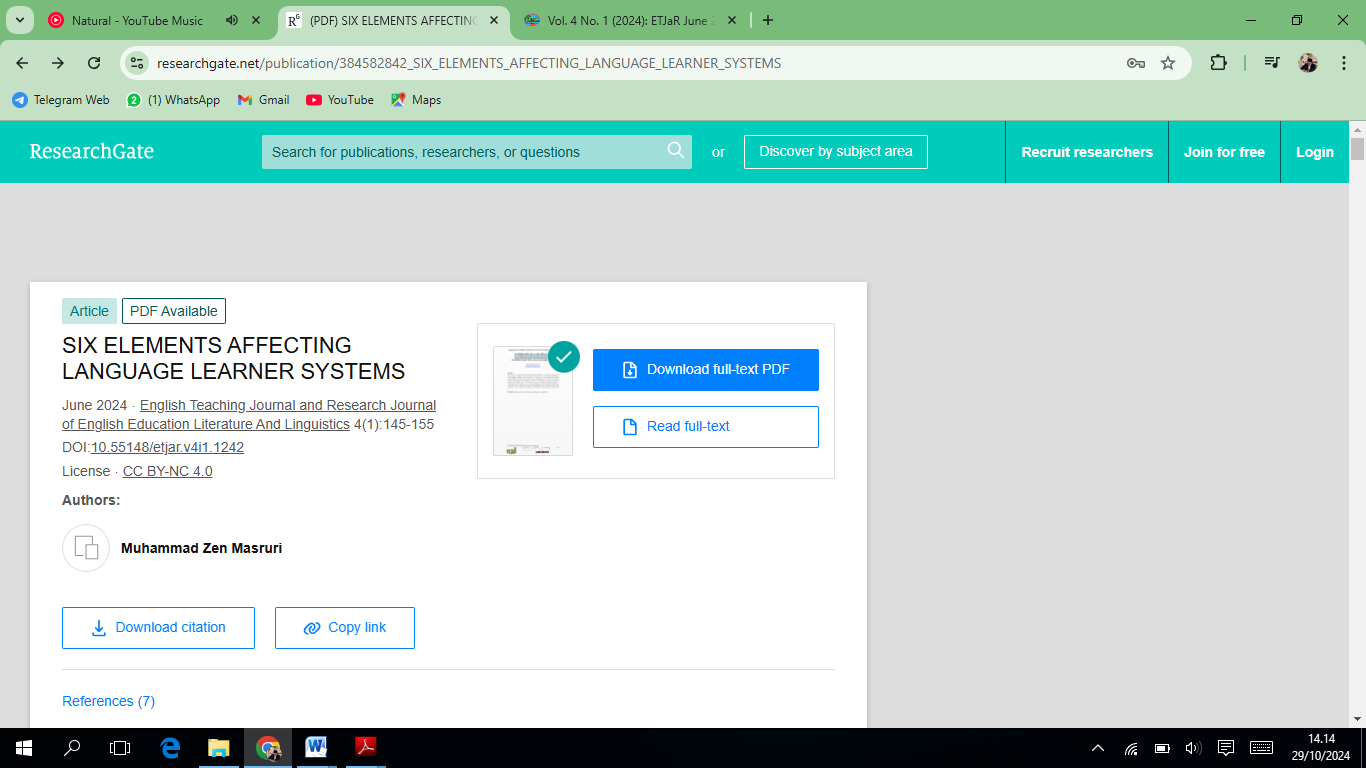 Natural - YouTube Music
(PDF) SIX ELEMENTS AFFECTING
Vol. 4 No. 1 (2024): ETJaR June 2
researchgate.net/publication/384582842_SIX_ELEMENTS_AFFECTING_LANGUAGE_LEARNER_SYSTEMS
Telegram Web
(1) WhatsApp
Gmail
YouTube
Maps
ResearchGate
Search for publications, researchers, or questions
or
Discover by subject area
Recruit researchers
Join for free
Login
Article
PDF Available
SIX ELEMENTS AFFECTING
LANGUAGE LEARNER SYSTEMS
June 2024 · English Teaching Journal and Research Journal
of English Education Literature And Linguistics 4(1):145-155
DOI:10.55148/etjar.v4i1.1242
License · CC BY-NC 4.0
Authors:
Muhammad Zen Masruri
Download full-text PDF
Read full-text
Download citation
Copy link
References (7)
14.14
29/10/2024